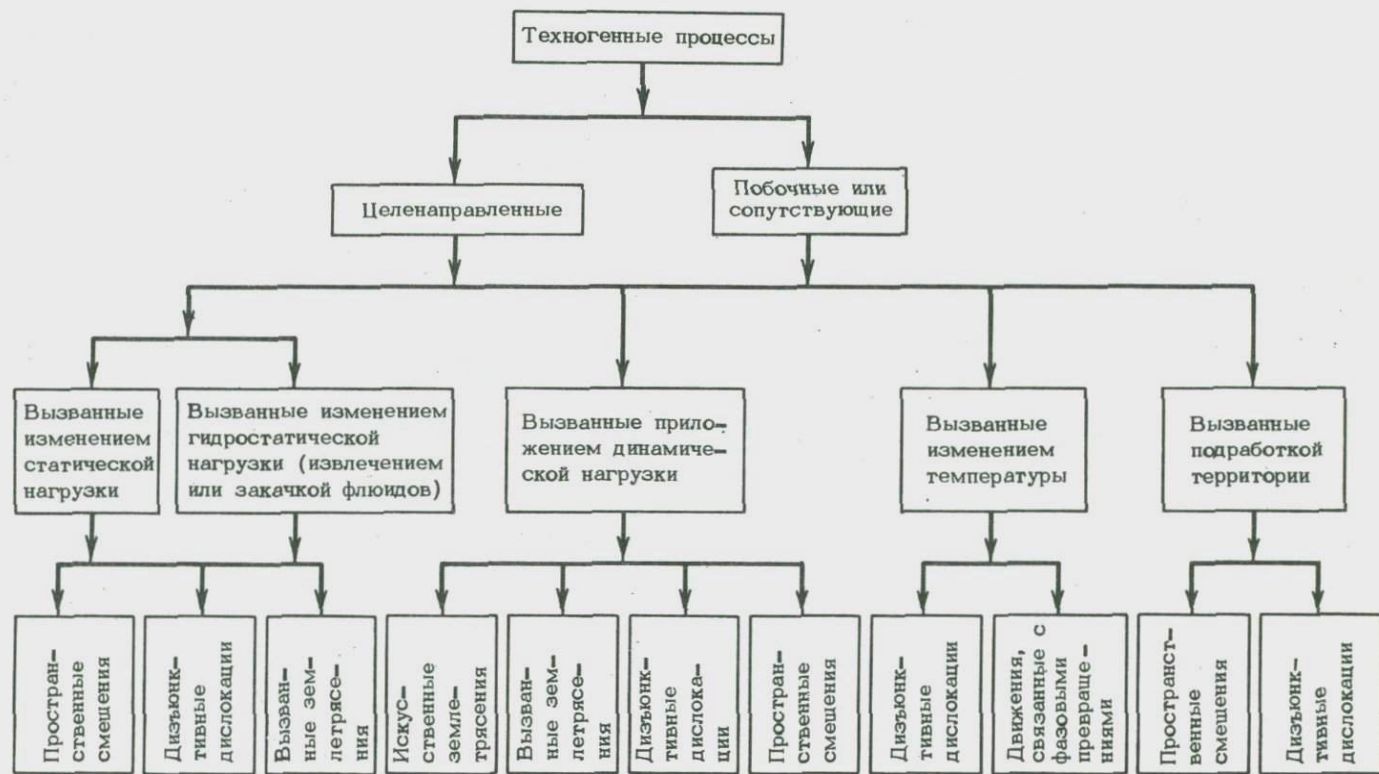 Техногенные процессы
Целенаправленные
Побочные или
сопутствующие
Вызванные
изменением
статической
нагрузки
Вызванные изменением
гидростатической
нагрузки (извлечением
или закачкой флюидов)
Вызванные прило-
жением динамиче-
ской нагрузки
Вызванные
изменением
температуры
Вызванные
подработкой
территории
Простран-
ственные
смешения
Дизъюнк-
тивные
дислокации
Вызван-
ные зем-
летрясе-
ния
Искус-
ственные
земле-
трясения
Вызван-
ные зем-
летрясе-
ния
Дизъюнк-
тивные
дислока-
ции
Простран-
ственные
смешения
Дизъюнк-
тивные
дислокации
Движения,
связанные с
фазовыми
превраще-
ниями
Пространст-
венные
смешения
Дизъюнк-
тивные
дислокации